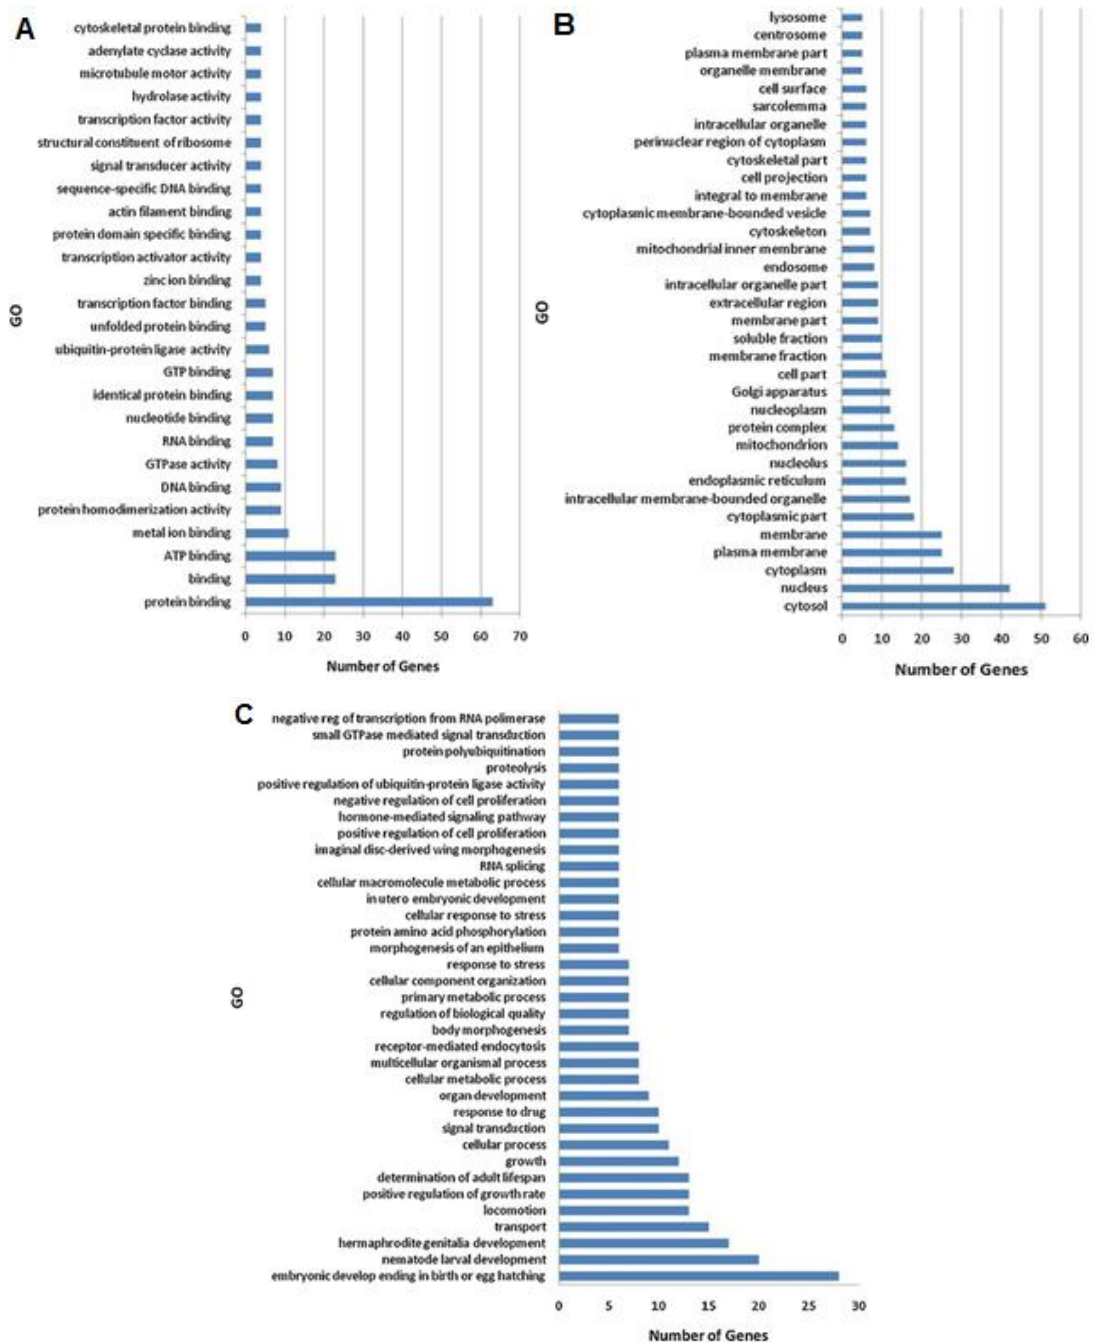 A
cytoskeletal protein binding
adenylate cyclase activity
microtubule motor activity
hydrolase activity
transcription factor activity
structural constituent of ribosome
signal transducer activity
sequence-specific DNA binding
actin filament binding
protein domain specific binding
transcription activator activity
zinc ion binding
transcription factor binding
unfolded protein binding
ubiquitin-protein ligase activity
GTP binding
identical protein binding
nucleotide binding
RNA binding
GTPase activity
DNA binding
protein homodimerization activity
metal ion binding
ATP binding
binding
protein binding
GO
0 10 20 30 40 50 60 70
Number of Genes
B
lysosome
centrosome
plasma membrane part
organelle membrane
cell surface
sarcolemma
intracellular organelle
perinuclear region of cytoplasm
cytoskeletal part
cell projection
integral to membrane
cytoplasmic membrane-bounded vesicle
cytoskeleton
mitochondrial inner membrane
endosome
intracellular organelle part
extracellular region
membrane part
soluble fraction
membrane fraction
cell part
Golgi apparatus
nucleoplasm
protein complex
mitochondrion
nucleolus
endoplasmic reticulum
intracellular membrane-bounded organelle
cytoplasmic part
membrane
plasma membrane
cytoplasm
nucleus
cytosol
GO
0 10 20 30 40 50 60
Number of Genes
C
negative reg of transcription from RNA polimerase
small GTPase mediated signal transduction
protein polyubiquitination
proteolysis
positive regulation of ubiquitin-protein ligase activity
negative regulation of cell proliferation
hormone-mediated signaling pathway
positive regulation of cell proliferation
imaginal disc-derived wing morphogenesis
RNA splicing
cellular macromolecule metabolic process
in utero embryonic development
cellular response to stress
protein amino acid phosphorylation
morphogenesis of an epithelium
response to stress
cellular component organization
primary metabolic process
regulation of biological quality
body morphogenesis
receptor-mediated endocytosis
multicellular organismal process
cellular metabolic process
organ development
response to drug
signal transduction
cellular process
growth
determination of adult lifespan
positive regulation of growth rate
locomotion
transport
hermaphrodite genitalia development
nematode larval development
embryonic develop ending in birth or egg hatching
GO
0 5 10 15 20 25 30
Number of Genes